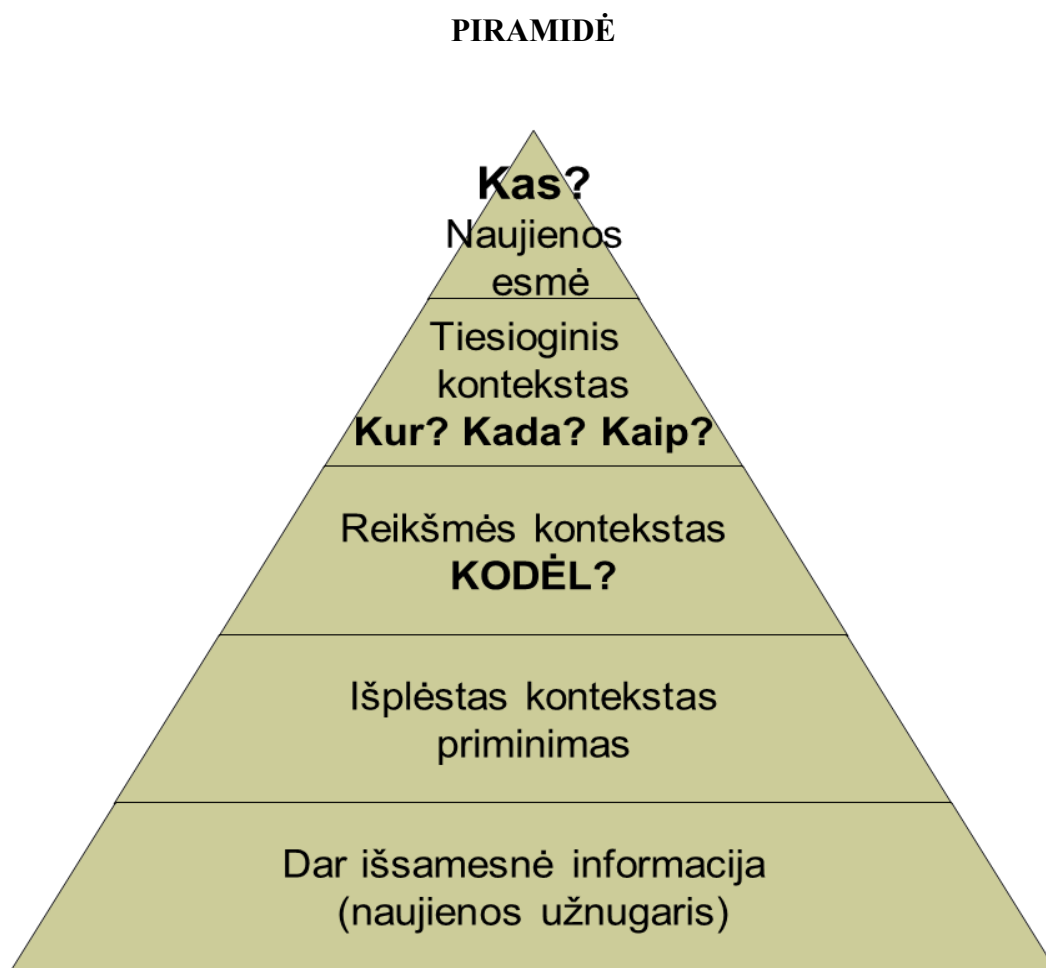 PIRAMIDĖ
Kas?
Naujienos
esmė
Tiesioginis
kontekstas
Kur? Kada? Kaip?
Reikšmės kontekstas
KODĖL?
Išplėstas kontekstas
priminimas
Dar išsamesnė informacija
(naujienos užnugaris)